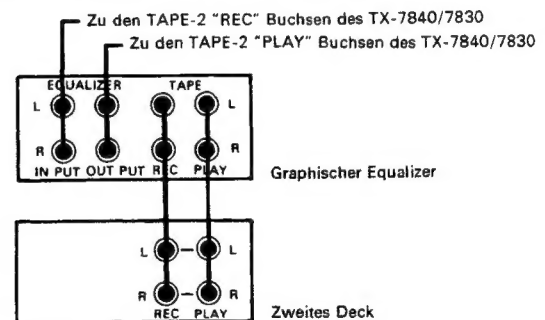 Zu den TAPE-2 "REC" Buchsen des TX-7840/7830
Zu den TAPE-2 "PLAY" Buchsen des TX-7840/7830
EQUALIZER TAPE
L L
R R
IN PUT OUT PUT REC PLAY
Graphischer Equalizer
L L
R R
REC PLAY
Zweites Deck